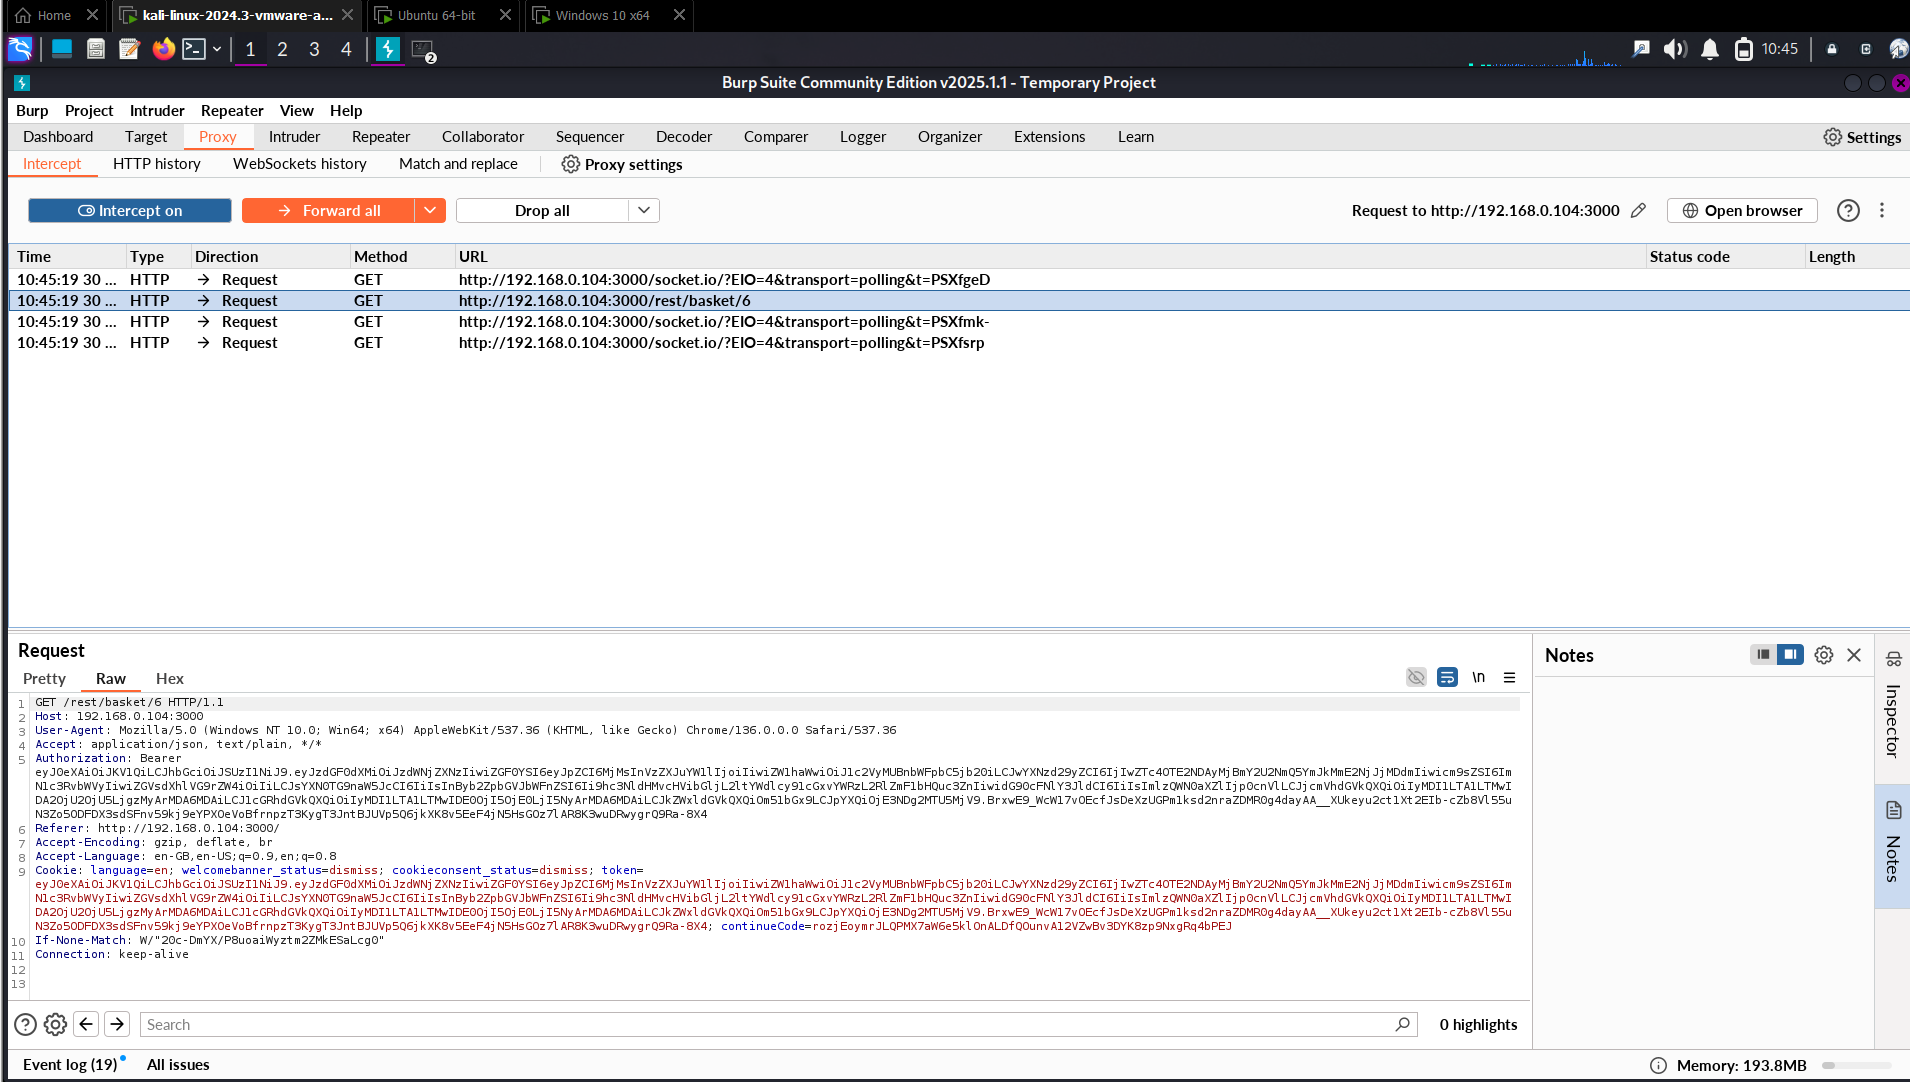 Home
kali-linux-2024.3-vmware-a...
Ubuntu 64-bit
Windows 10 x64
1 2 3 4
2
10:45
Burp Suite Community Edition v2025.1.1 - Temporary Project
Burp Project Intruder Repeater View Help
Dashboard Target Proxy Intruder Repeater Collaborator Sequencer Decoder Comparer Logger Organizer Extensions Learn
Settings
Intercept HTTP history WebSockets history Match and replace Proxy settings
Intercept on Forward all Drop all
Request to http://192.168.0.104:3000 Open browser
Time Type Direction Method URL Status code Length
10:45:19 30 ... HTTP → Request GET http://192.168.0.104:3000/socket.io/?EIO=4&transport=polling&t=PSXfgeD
10:45:19 30 ... HTTP → Request GET http://192.168.0.104:3000/rest/basket/6
10:45:19 30 ... HTTP → Request GET http://192.168.0.104:3000/socket.io/?EIO=4&transport=polling&t=PSXfmk-
10:45:19 30 ... HTTP → Request GET http://192.168.0.104:3000/socket.io/?EIO=4&transport=polling&t=PSXfsrp
Request
Pretty Raw Hex
\n
1 GET /rest/basket/6 HTTP/1.1
2 Host: 192.168.0.104:3000
3 User-Agent: Mozilla/5.0 (Windows NT 10.0; Win64; x64) AppleWebKit/537.36 (KHTML, like Gecko) Chrome/136.0.0.0 Safari/537.36
4 Accept: application/json, text/plain, */*
5 Authorization: Bearer
6 Referer: http://192.168.0.104:3000/
7 Accept-Encoding: gzip, deflate, br
8 Accept-Language: en-GB,en-US;q=0.9,en;q=0.8
9 Cookie: language=en; welcomebanner_status=dismiss; cookieconsent_status=dismiss; token=
continueCode=
10 If-None-Match:
11 Connection: keep-alive
12
13
Notes
Inspector
Notes
Search
0 highlights
Event log (19) All issues
Memory: 193.8MB